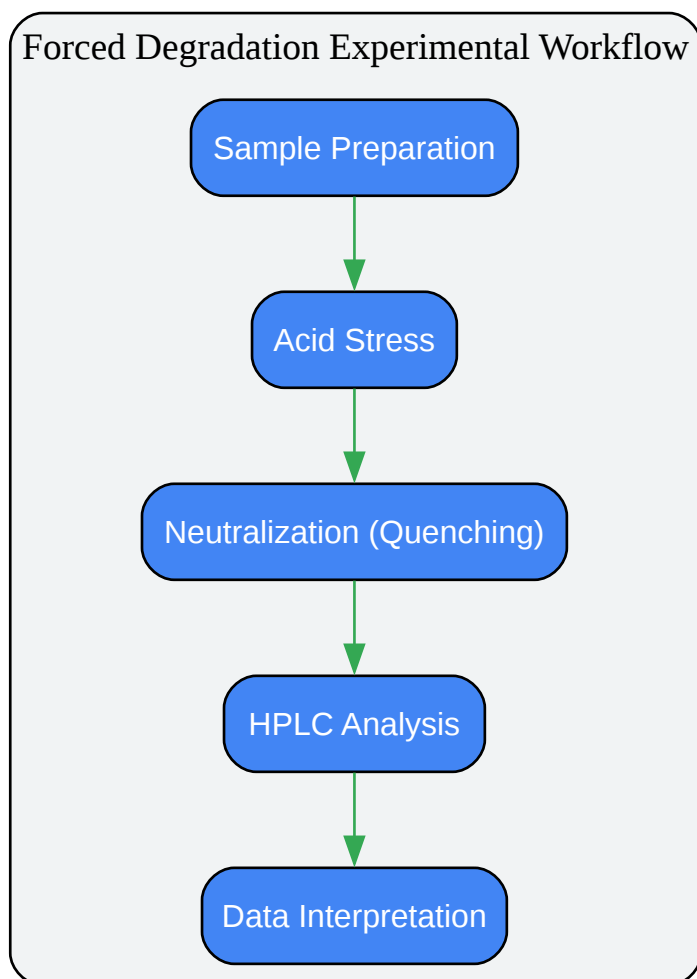 Forced Degradation Experimental Workflow
Sample Preparation
Acid Stress
Neutralization (Quenching)
HPLC Analysis
Data Interpretation